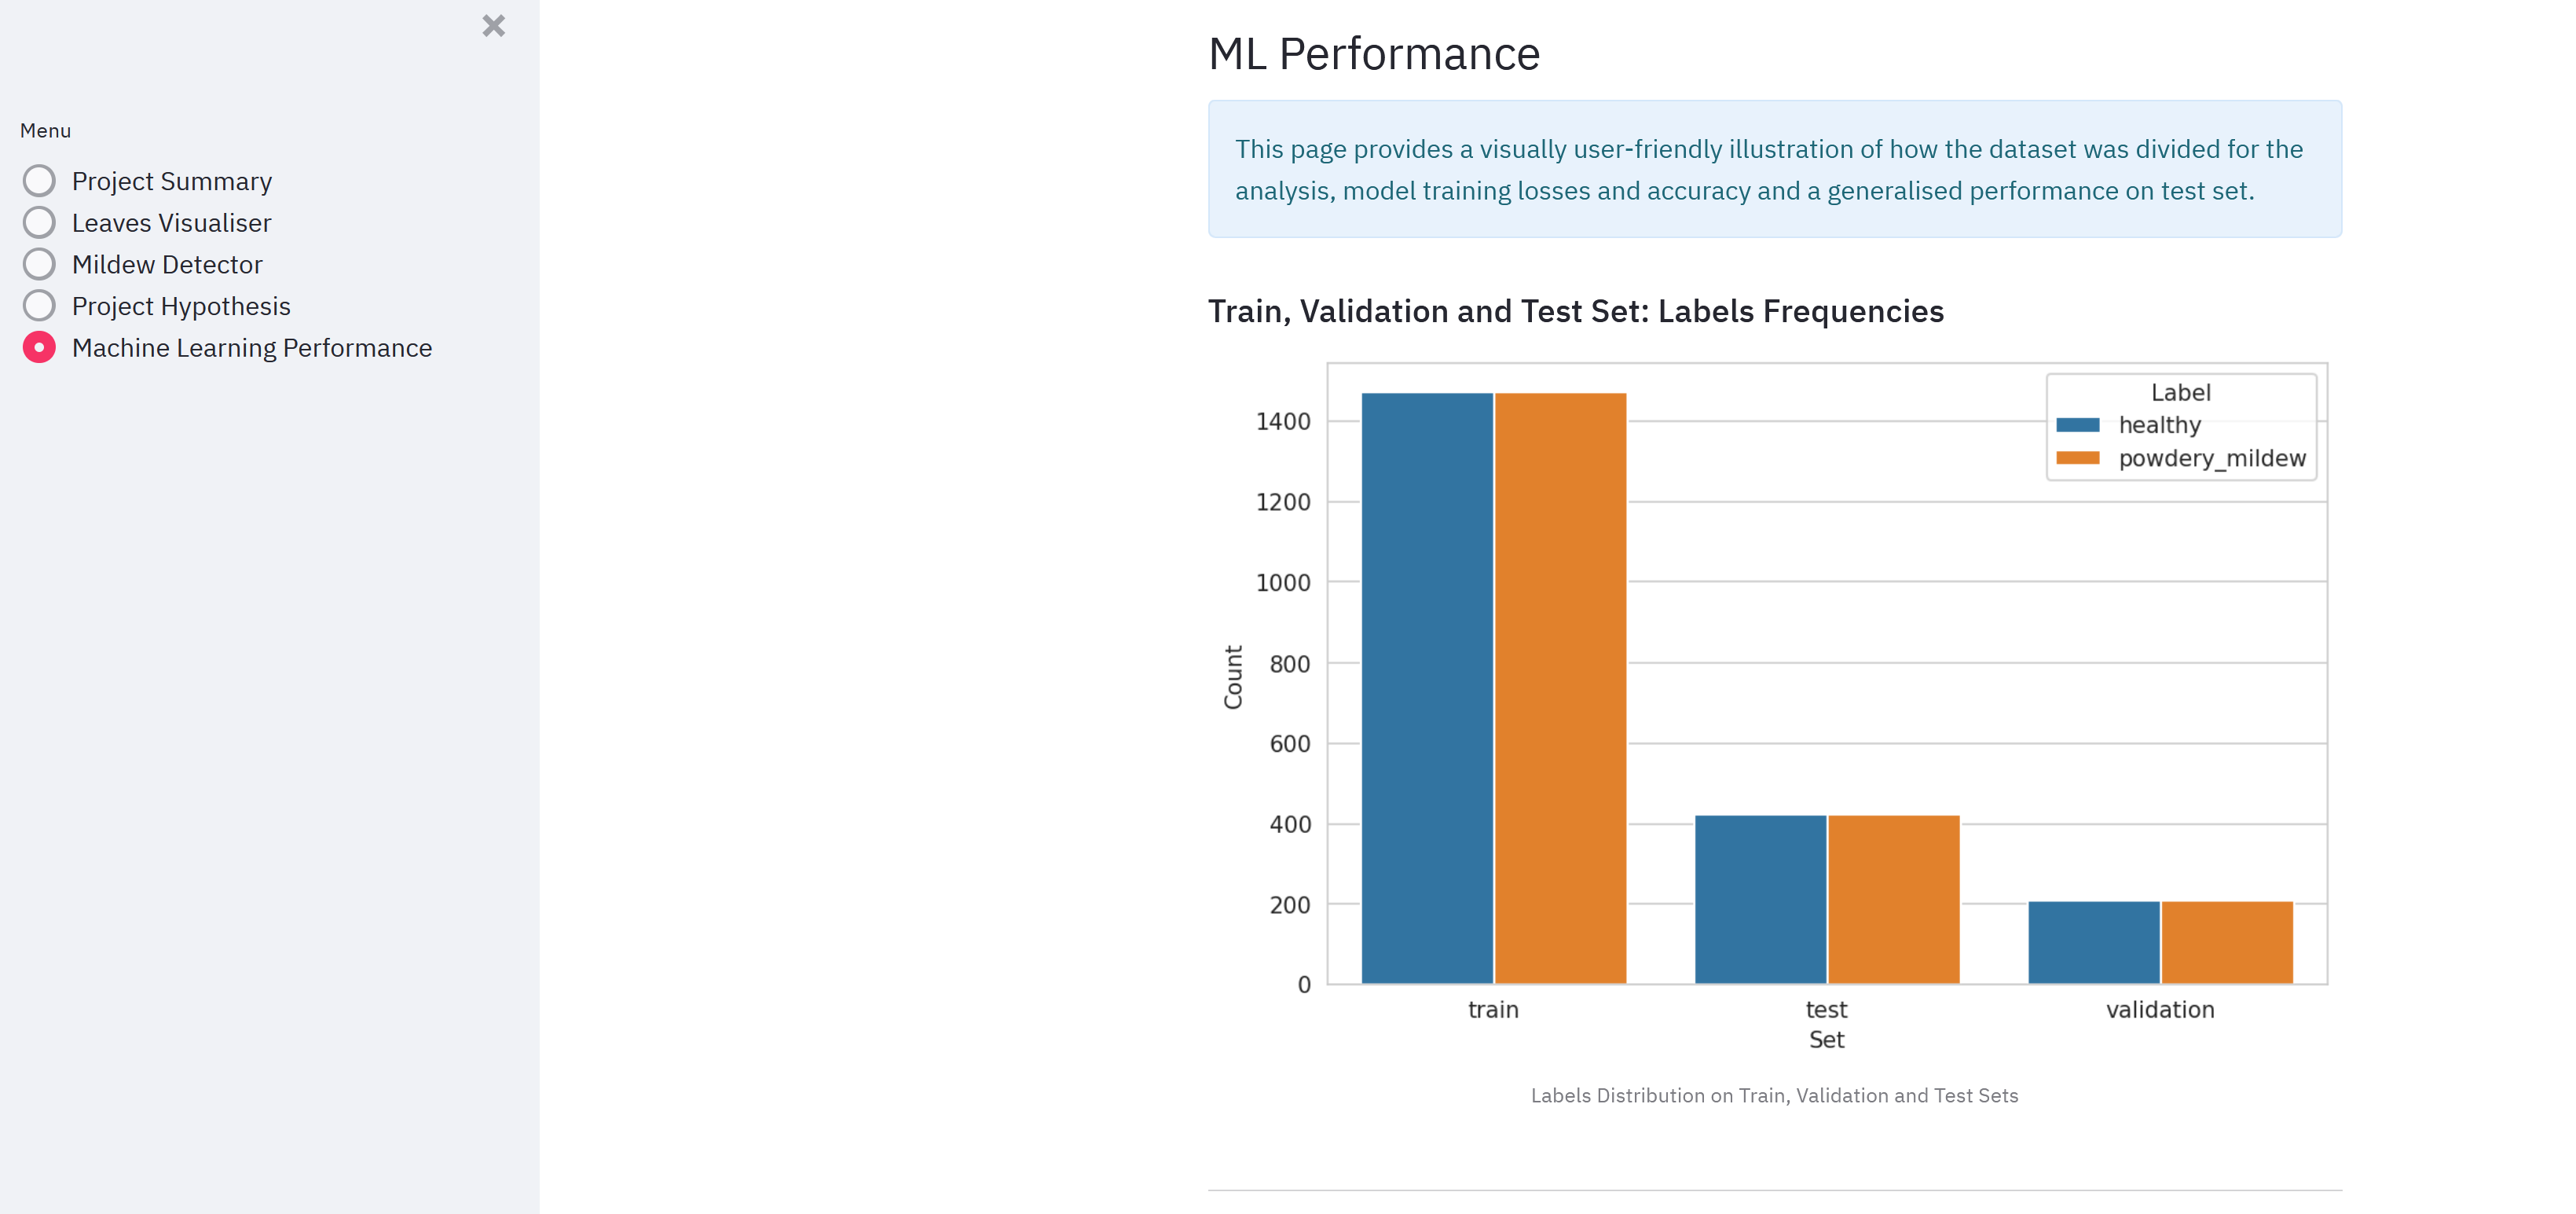 Menu
Project Summary
Leaves Visualiser
Mildew Detector
Project Hypothesis
Machine Learning Performance
ML Performance
This page provides a visually user-friendly illustration of how the dataset was divided for the
analysis, model training losses and accuracy and a generalised performance on test set.
Train, Validation and Test Set: Labels Frequencies
Label
healthy
powdery_mildew
Count
1400
1200
1000
800
600
400
200
0
train
test
validation
Set
Labels Distribution on Train, Validation and Test Sets